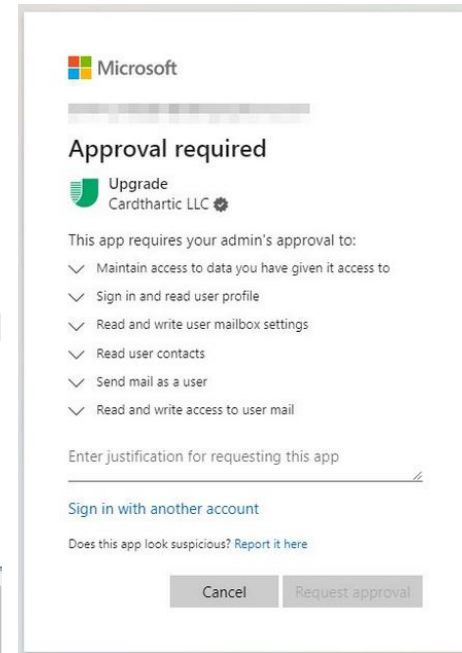 Microsoft
Approval required
Upgrade
Cardthartic LLC
This app requires your admin's approval to:
Maintain access to data you have given it access to
Sign in and read user profile
Read and write user mailbox settings
Read user contacts
Send mail as a user
Read and write access to user mail
Enter justification for requesting this app
Sign in with another account
Does this app look suspicious? Report it here
Cancel
Request approval